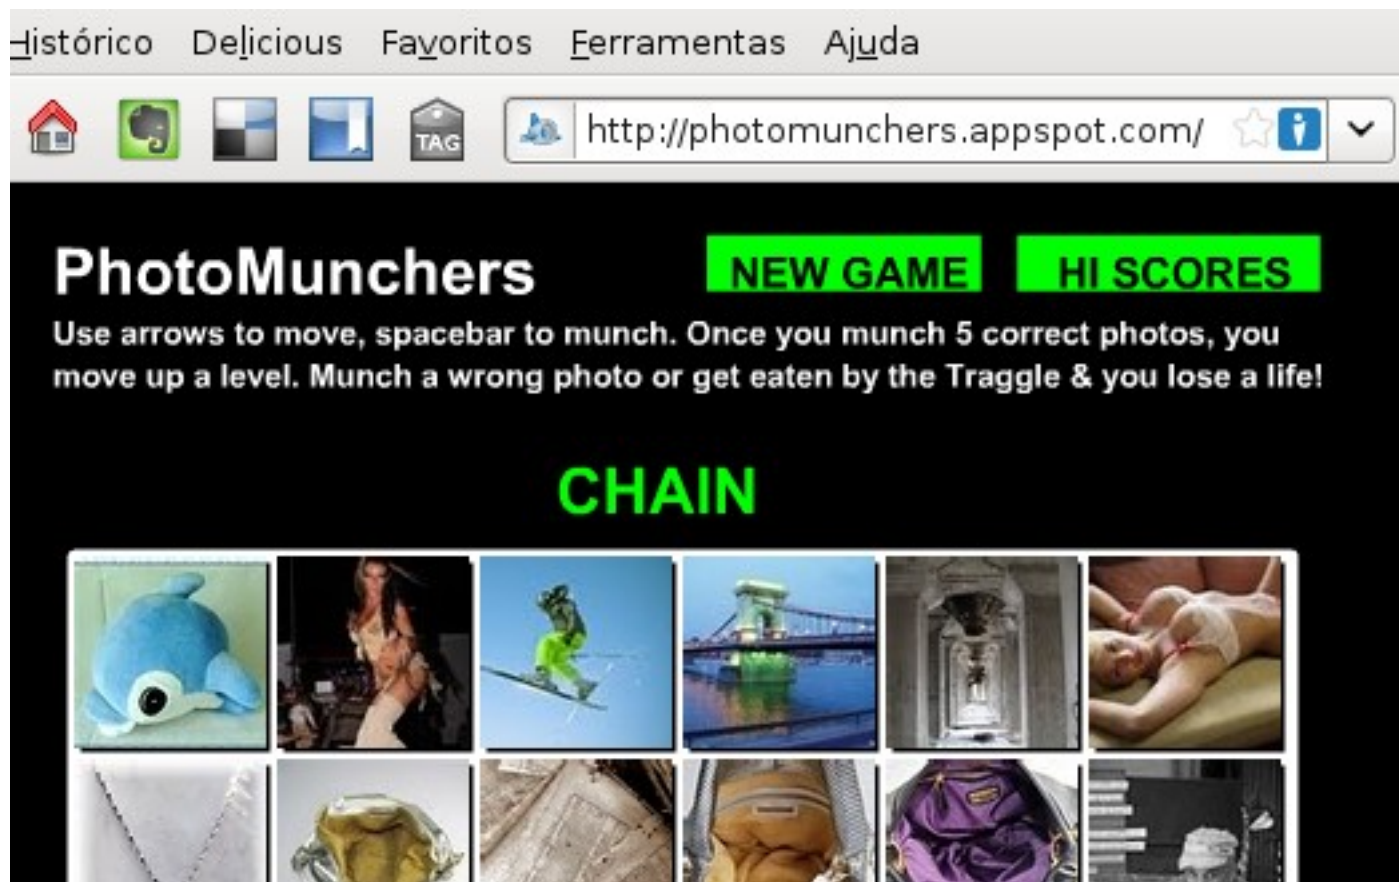 Histórico Delicious Favoritos Ferramentas Ajuda
TAG http://photomunchers.appspot.com/
PhotoMunchers NEW GAME HI SCORES
Use arrows to move, spacebar to munch. Once you munch 5 correct photos, you
move up a level. Munch a wrong photo or get eaten by the Traggle & you lose a life!
CHAIN